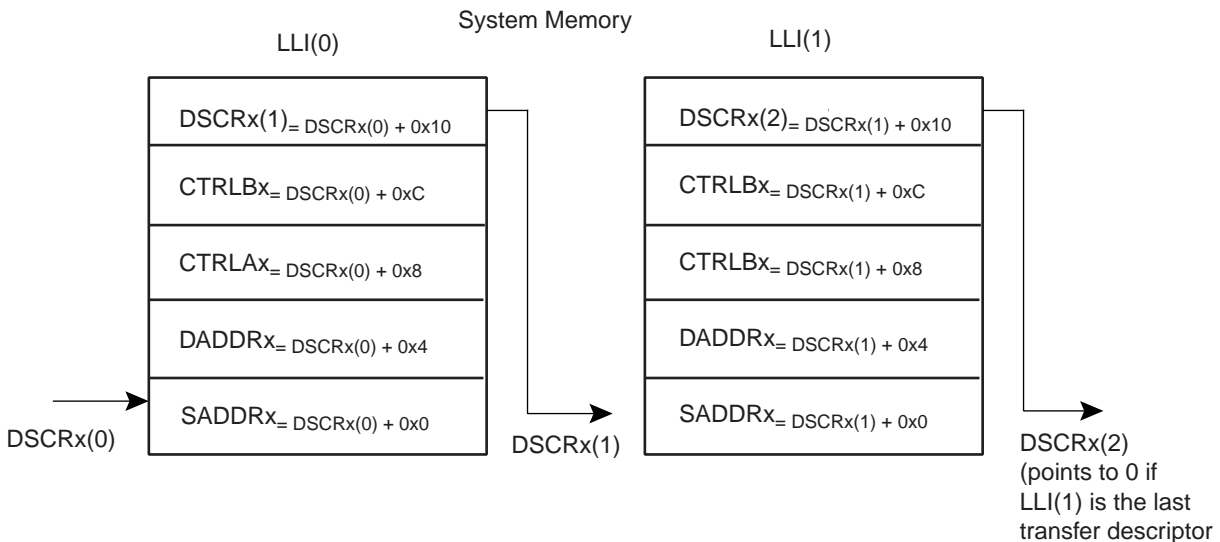 System Memory
LLI(0)
LLI(1)
DSCRx(1)= DSCRx(0) + 0x10
CTRLBx= DSCRx(0) + 0xC
CTRLAx= DSCRx(0) + 0x8
DADDRx= DSCRx(0) + 0x4
SADDRx= DSCRx(0) + 0x0
DSCRx(0)
DSCRx(1)
DSCRx(2)= DSCRx(1) + 0x10
CTRLBx= DSCRx(1) + 0xC
CTRLBx= DSCRx(1) + 0x8
DADDRx= DSCRx(1) + 0x4
SADDRx= DSCRx(1) + 0x0
DSCRx(2)
(points to 0 if
LLI(1) is the last
transfer descriptor